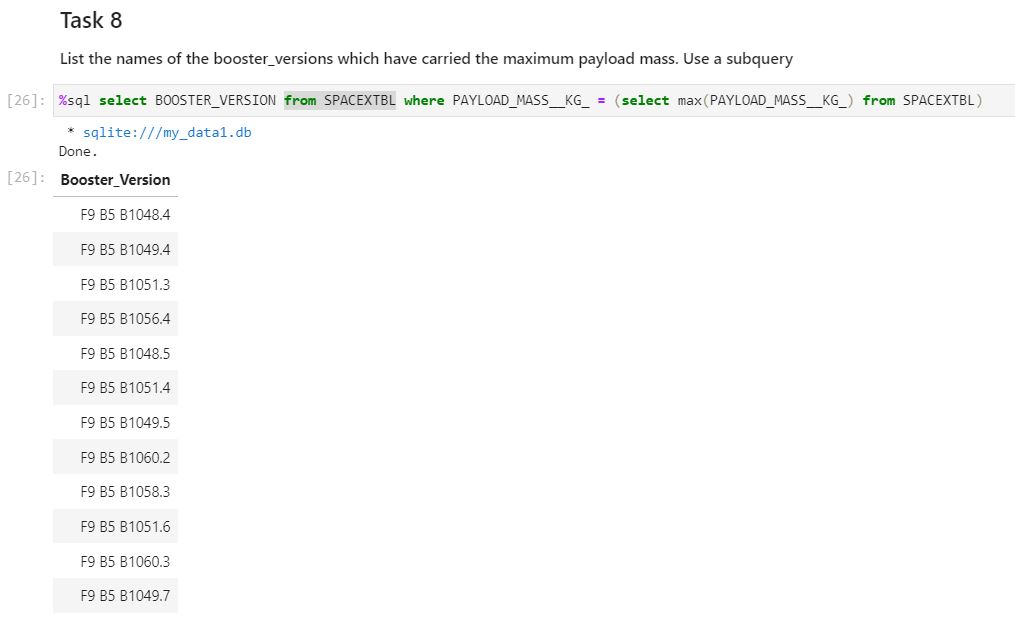 Task 8
List the names of the booster_versions which have carried the maximum payload mass. Use a subquery
[26]: %sql select BOOSTER_VERSION from SPACEXTBL where PAYLOAD_MASS__KG_ = (select max(PAYLOAD_MASS__KG_) from SPACEXTBL)
* sqlite:///my_data1.db
Done.
[26]: Booster_Version
F9 B5 B1048.4
F9 B5 B1049.4
F9 B5 B1051.3
F9 B5 B1056.4
F9 B5 B1048.5
F9 B5 B1051.4
F9 B5 B1049.5
F9 B5 B1060.2
F9 B5 B1058.3
F9 B5 B1051.6
F9 B5 B1060.3
F9 B5 B1049.7